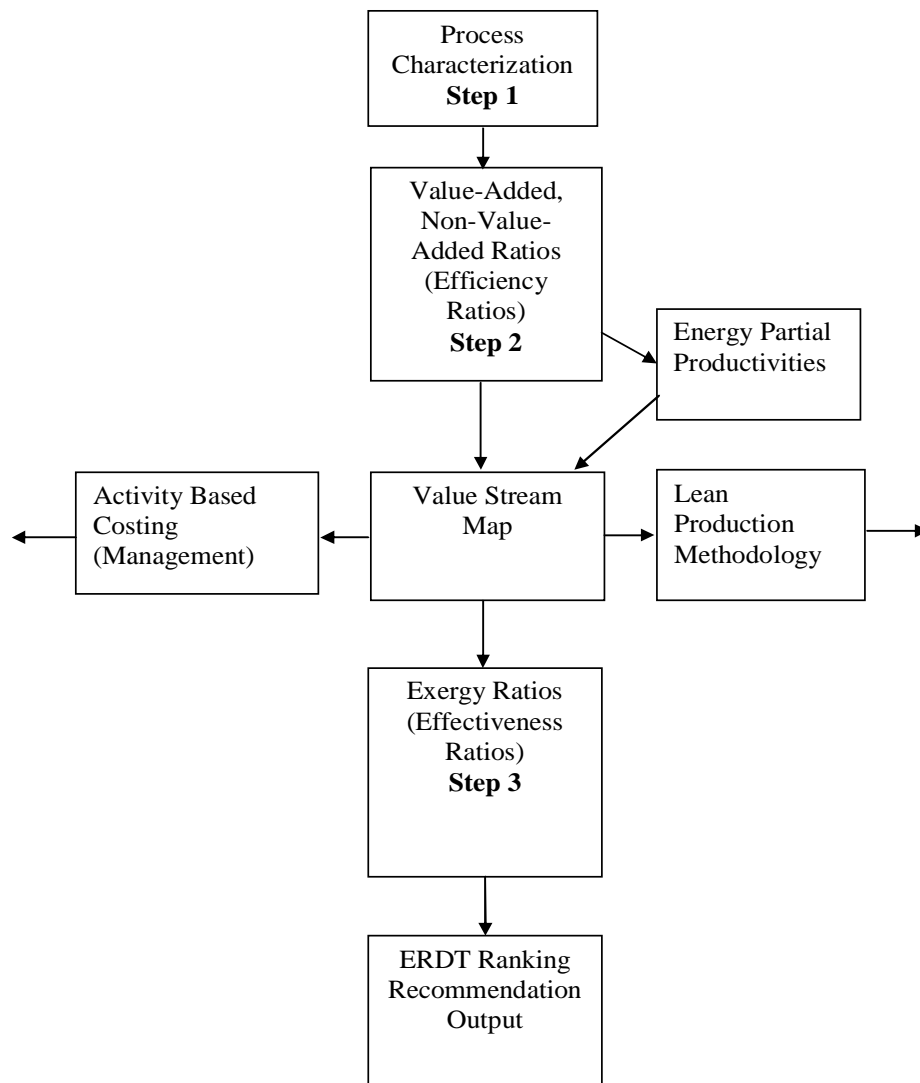 Process
Characterization
Step 1
Value-Added,
Non-Value-
Added Ratios
(Efficiency
Ratios)
Step 2
Energy Partial
Productivities
Activity Based
Costing
(Management)
Value Stream
Map
Lean
Production
Methodology
Exergy Ratios
(Effectiveness
Ratios)
Step 3
ERDT Ranking
Recommendation
Output